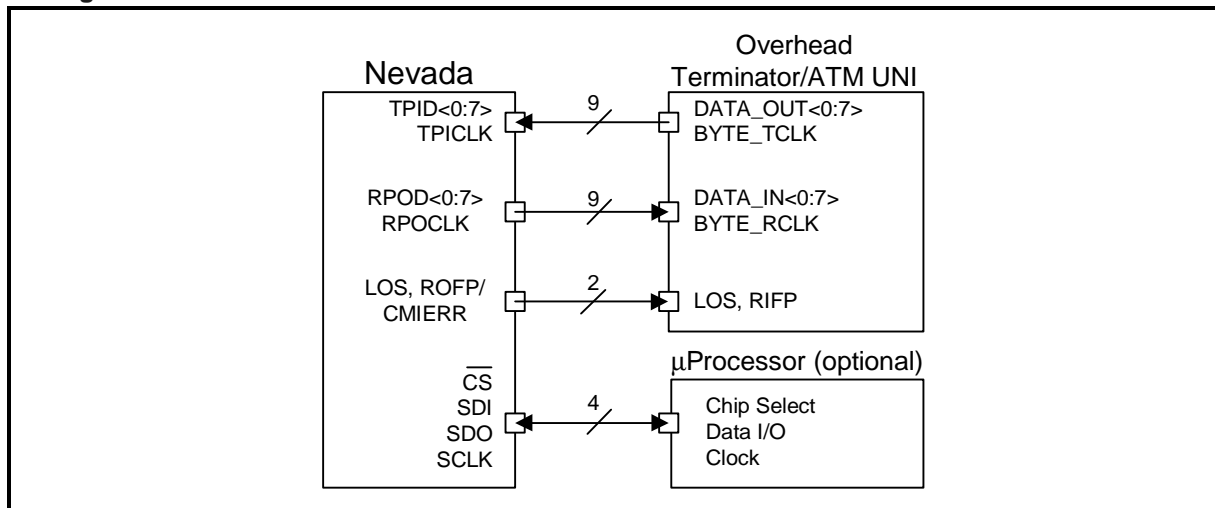 Nevada
TPID<0:7>
TPICLK
RPOD<0:7>
RPOCLK
LOS, ROFP/
CMIERR
CS
SDI
SDO
SCLK
9
9
2
4
Overhead
Terminator/ATM UNI
DATA_OUT<0:7>
BYTE_TCLK
DATA_IN<0:7>
BYTE_RCLK
LOS, RIFP
μProcessor (optional)
Chip Select
Data I/O
Clock